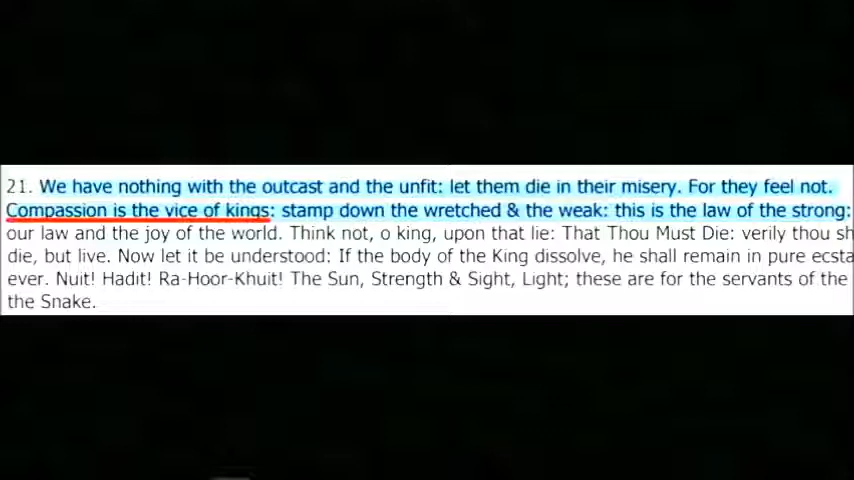 21. We have nothing with the outcast and the unfit: let them die in their misery. For they feel not.
Compassion is the vice of kings: stamp down the wretched & the weak: this is the law of the strong:
our law and the joy of the world. Think not, o king, upon that lie: That Thou Must Die: verily thou sh
die, but live. Now let it be understood: If the body of the King dissolve, he shall remain in pure ecsta
ever. Nuit! Hadit! Ra-Hoor-Khuit! The Sun, Strength & Sight, Light; these are for the servants of the
the Snake.